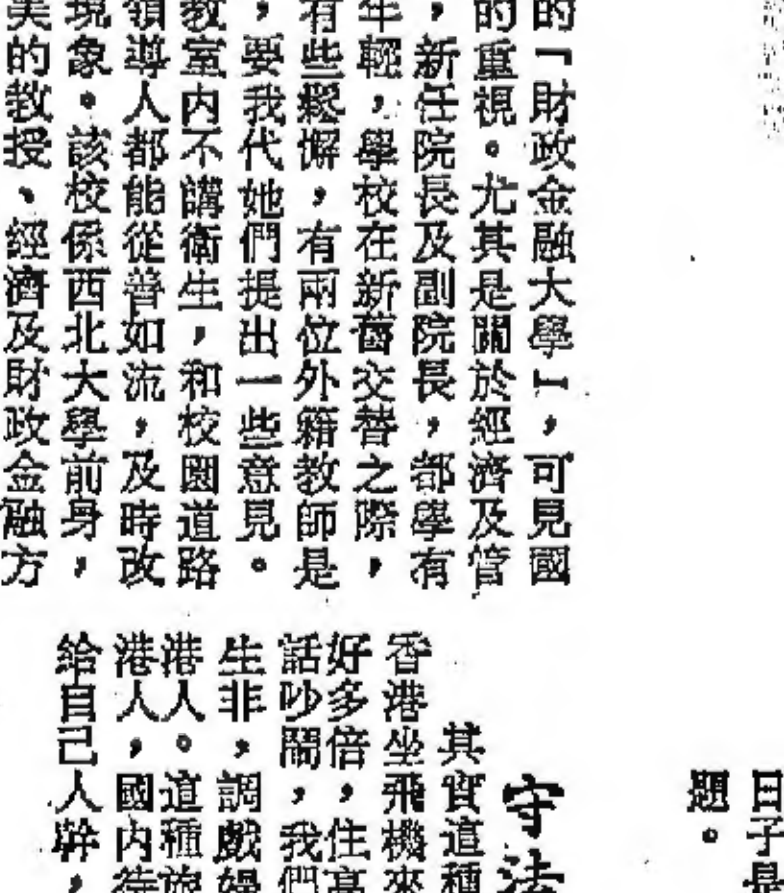 的「財政金融大學」，可見國
的重視。尤其是關於經濟及管
，新任院長及副院長，都學有
年輕，學校在新舊交替之際，
有些鬆懈，有兩位外籍教師是
，要我代她們提出一些意見。
教室內不講衛生，和校園道路
領導人都能從善如流，及時改
現象。該校係西北大學前身，
美的教授、經濟及財政金融方
日子長
題。
守法
其實這種
香港坐飛機來
好多倍，住高
話吵鬧，我們
生非，調戲婦
港人。這種旅
港人，國內待
給自己人幹，